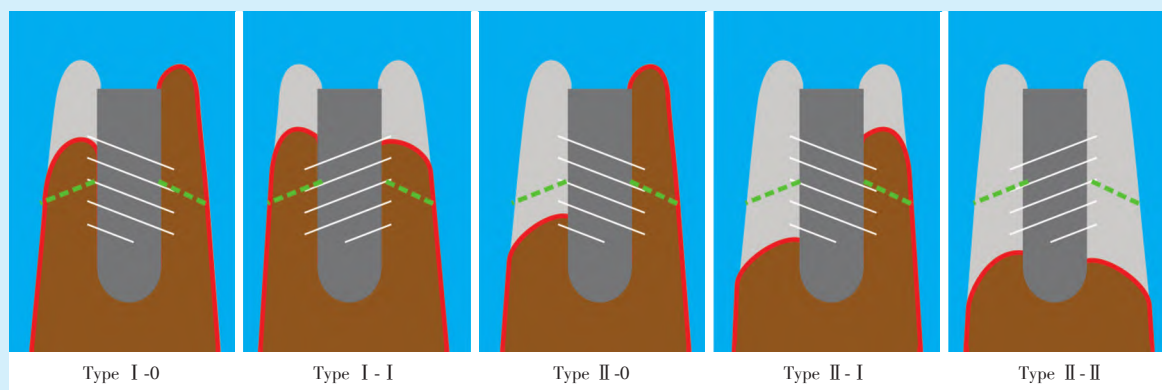 Type Ⅰ-0
Type Ⅰ-Ⅰ
Type Ⅱ-0
Type Ⅱ-Ⅰ
Type Ⅱ-Ⅱ